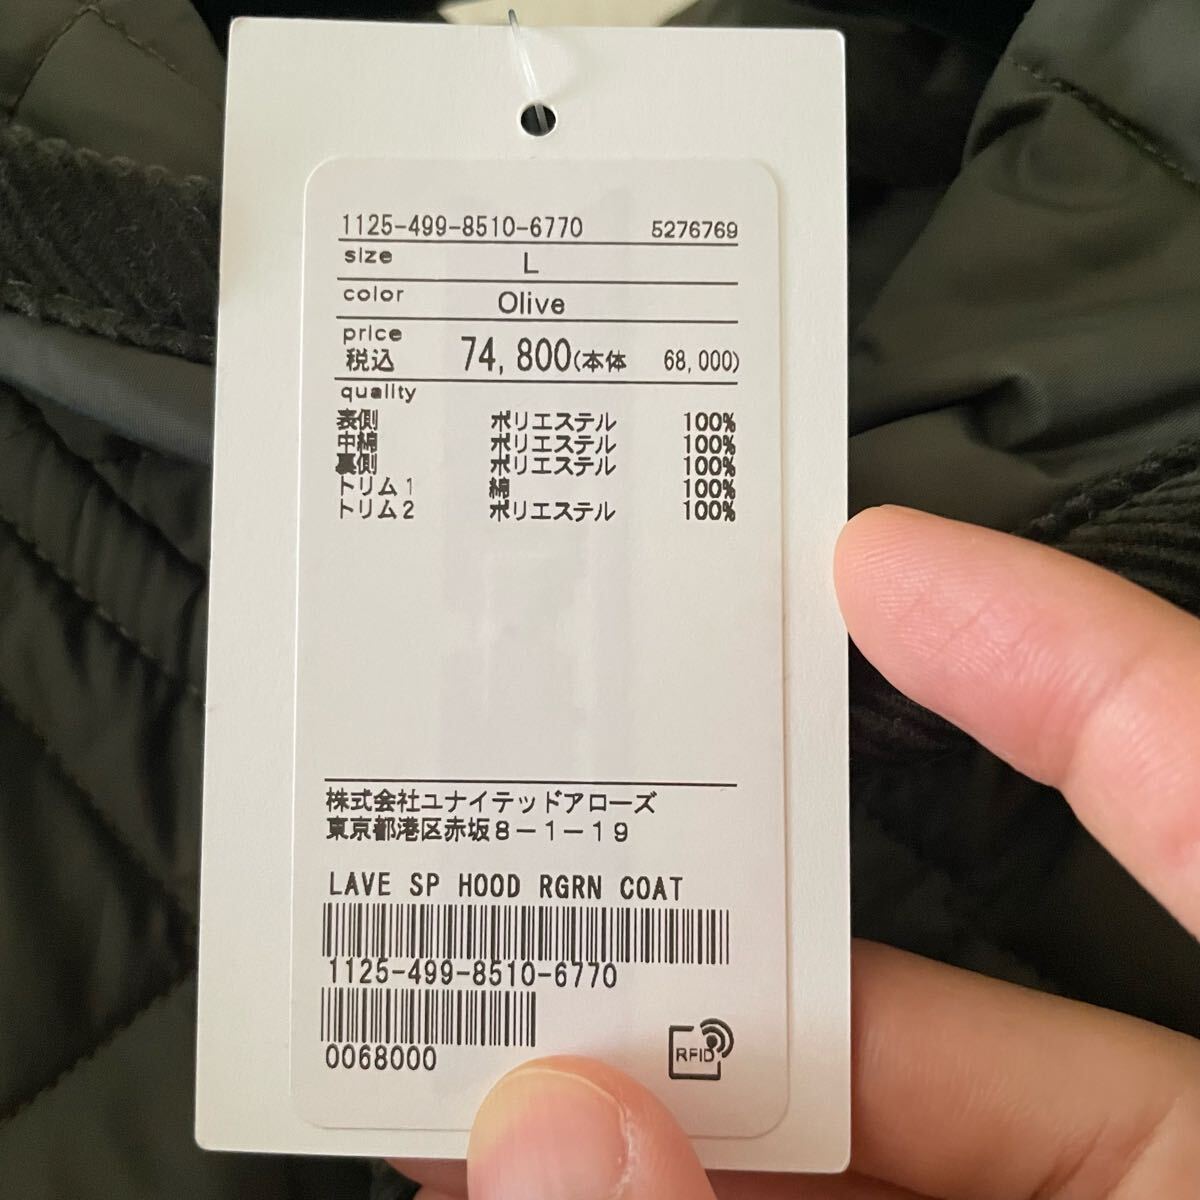 1125-499-8510-6770 5276769
size L
color Olive
price
税込 74,800(本体 68,000)
quality
表側 ポリエステル 100%
中綿 ポリエステル 100%
裏側 ポリエステル 100%
トリム1 綿 100%
トリム2 ポリエステル 100%
株式会社ユナイテッドアローズ
東京都港区赤坂8-1-19
LAVE SP HOOD RGRN COAT
1125-499-8510-6770
0068000
RFID